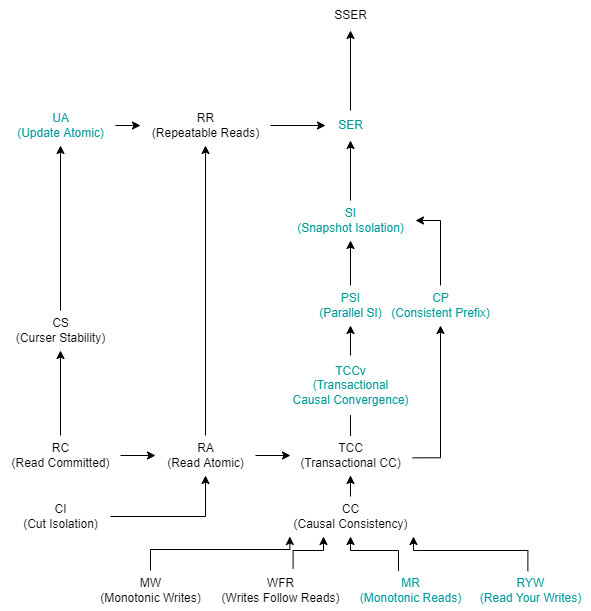 SSER
UA
(Update Atomic)
RR
(Repeatable Reads)
SER
SI
(Snapshot Isolation)
PSI
(Parallel SI)
CP
(Consistent Prefix)
CS
(Curser Stability)
TCCv
(Transactional
Causal Convergence)
RC
(Read Committed)
RA
(Read Atomic)
TCC
(Transactional CC)
CI
(Cut Isolation)
CC
(Causal Consistency)
MW
(Monotonic Writes)
WFR
(Writes Follow Reads)
MR
(Monotonic Reads)
RYW
(Read Your Writes)